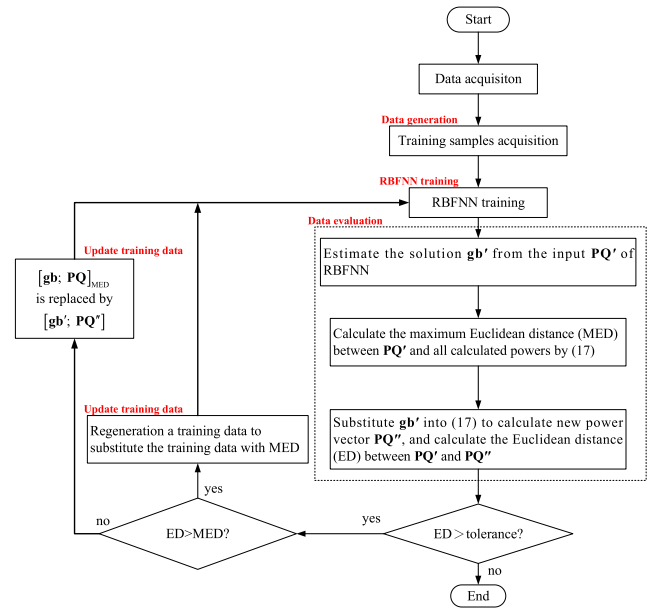 Start
Data acquisiton
Data generation
Training samples acquisition
RBFNN training
RBFNN training
Data evaluation
Estimate the solution gb′ from the input PQ′ of
RBFNN
Calculate the maximum Euclidean distance (MED)
between PQ′ and all calculated powers by (17)
Substitute gb′ into (17) to calculate new power
vector PQ″, and calculate the Euclidean distance
(ED) between PQ′ and PQ″
Update training data
[gb; PQ]MED
is replaced by
[gb′; PQ″]
Update training data
Regeneration a training data to
substitute the training data with MED
yes
no
ED>MED?
yes
ED＞tolerance?
no
End